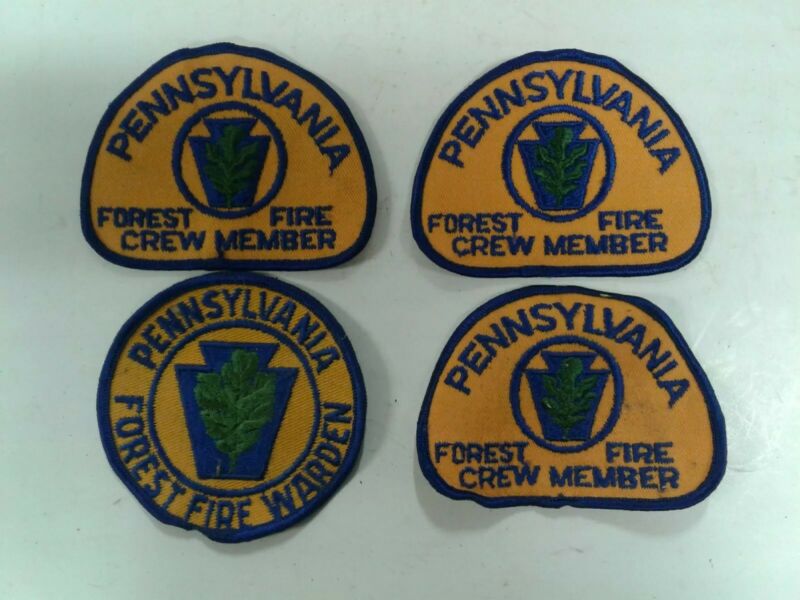 PENNSYLVANIA
FOREST FIRE
CREW MEMBER
PENNSYLVANIA
FOREST FIRE
CREW MEMBER
PENNSYLVANIA
FOREST FIRE WARDEN
PENNSYLVANIA
FOREST FIRE
CREW MEMBER